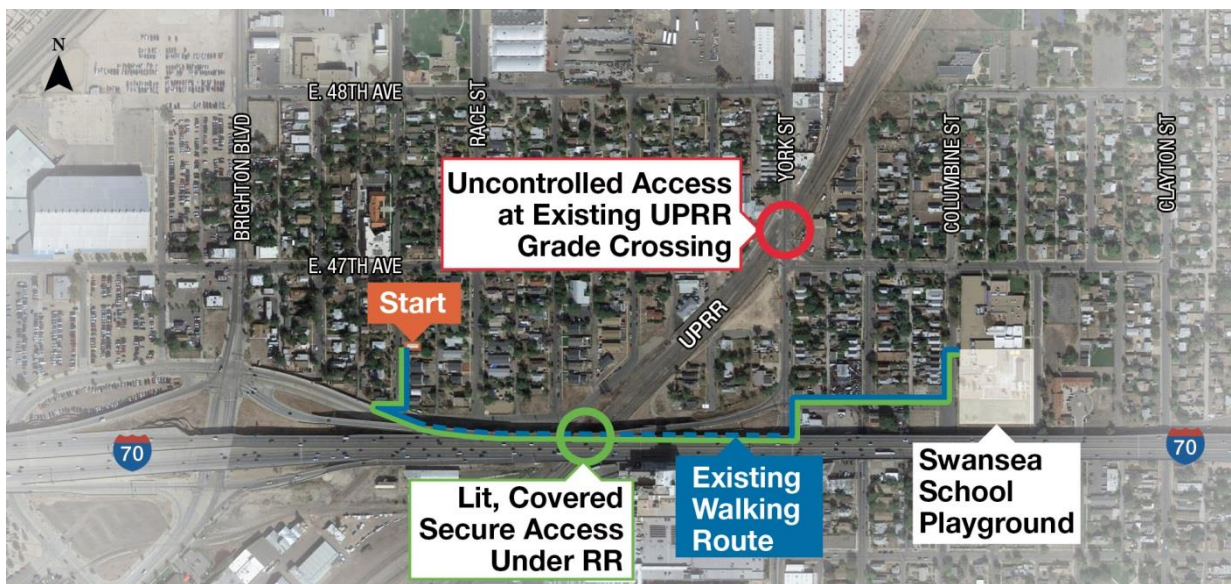 N
E. 48TH AVE
RACE ST
YORK ST
BRIGHTON BLVD
COLUMBINE ST
CLAYTON ST
Uncontrolled Access
at Existing UPRR
Grade Crossing
E. 47TH AVE
Start
UPRR
70
Lit, Covered
Secure Access
Under RR
Existing
Walking
Route
Swansea
School
Playground
70